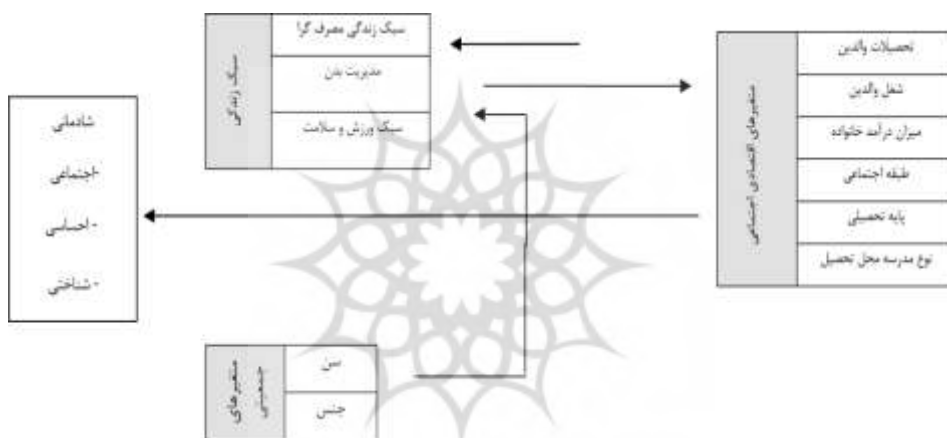 متغیرهای اقتصادی اجتماعی
تحصیلات والدین
شغل والدین
میزان درآمد خانواده
طبقه اجتماعی
پایه تحصیلی
نوع مدرسه محل تحصیل
سبک زندگی
سبک زندگی مصرف گرا
مدیریت بدن
سبک ورزش و سلامت
متغیرهای
جمعیتی
سن
جنس
شادمانی
-اجتماعی
- احساسی
- شناختی